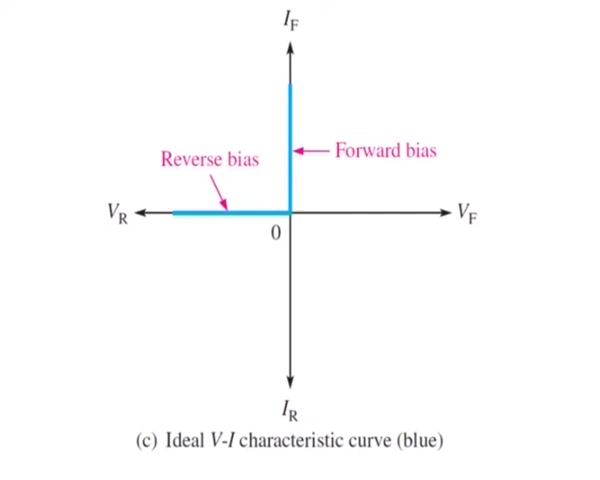 I_F
Reverse bias
Forward bias
V_R
V_F
0
I_R
(c) Ideal V-I characteristic curve (blue)